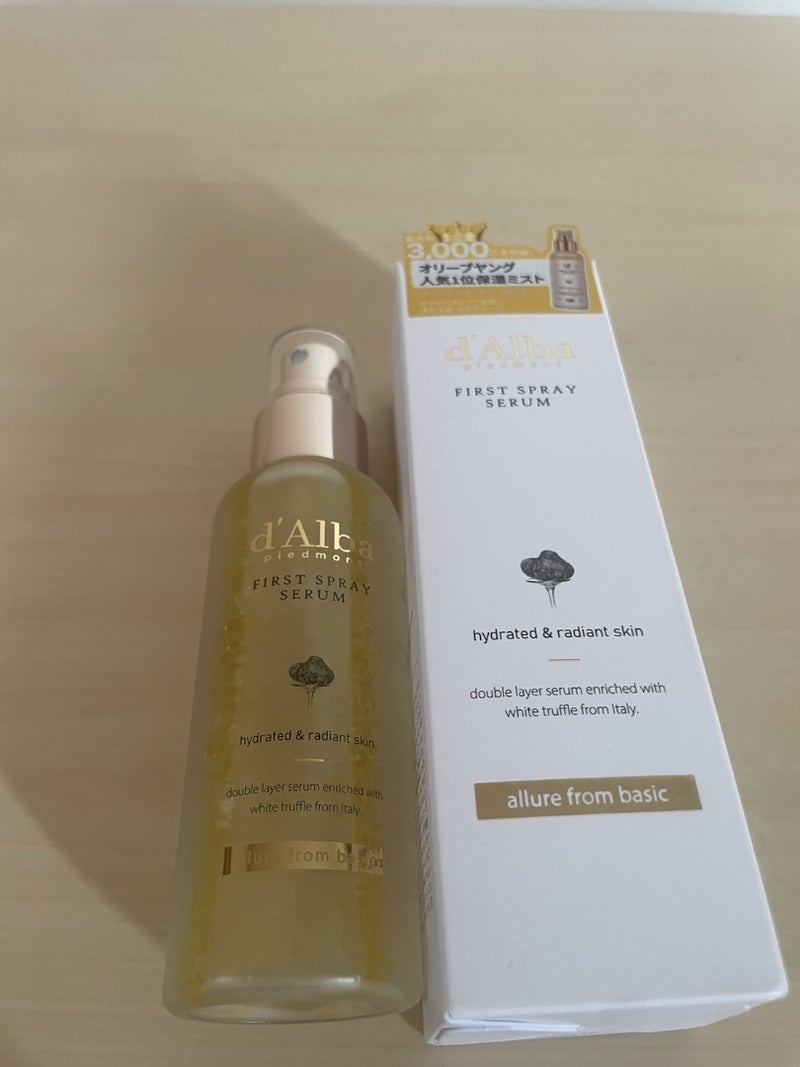 3,000
オリーブヤング
人気1位保湿ミスト
d'Alba
piedmont
FIRST SPRAY
SERUM
hydrated & radiant skin
double layer serum enriched with
white truffle from Italy.
allure from basic
d'Alba
piedmont
FIRST SPRAY
SERUM
hydrated & radiant skin
double layer serum enriched with
white truffle from Italy.
from